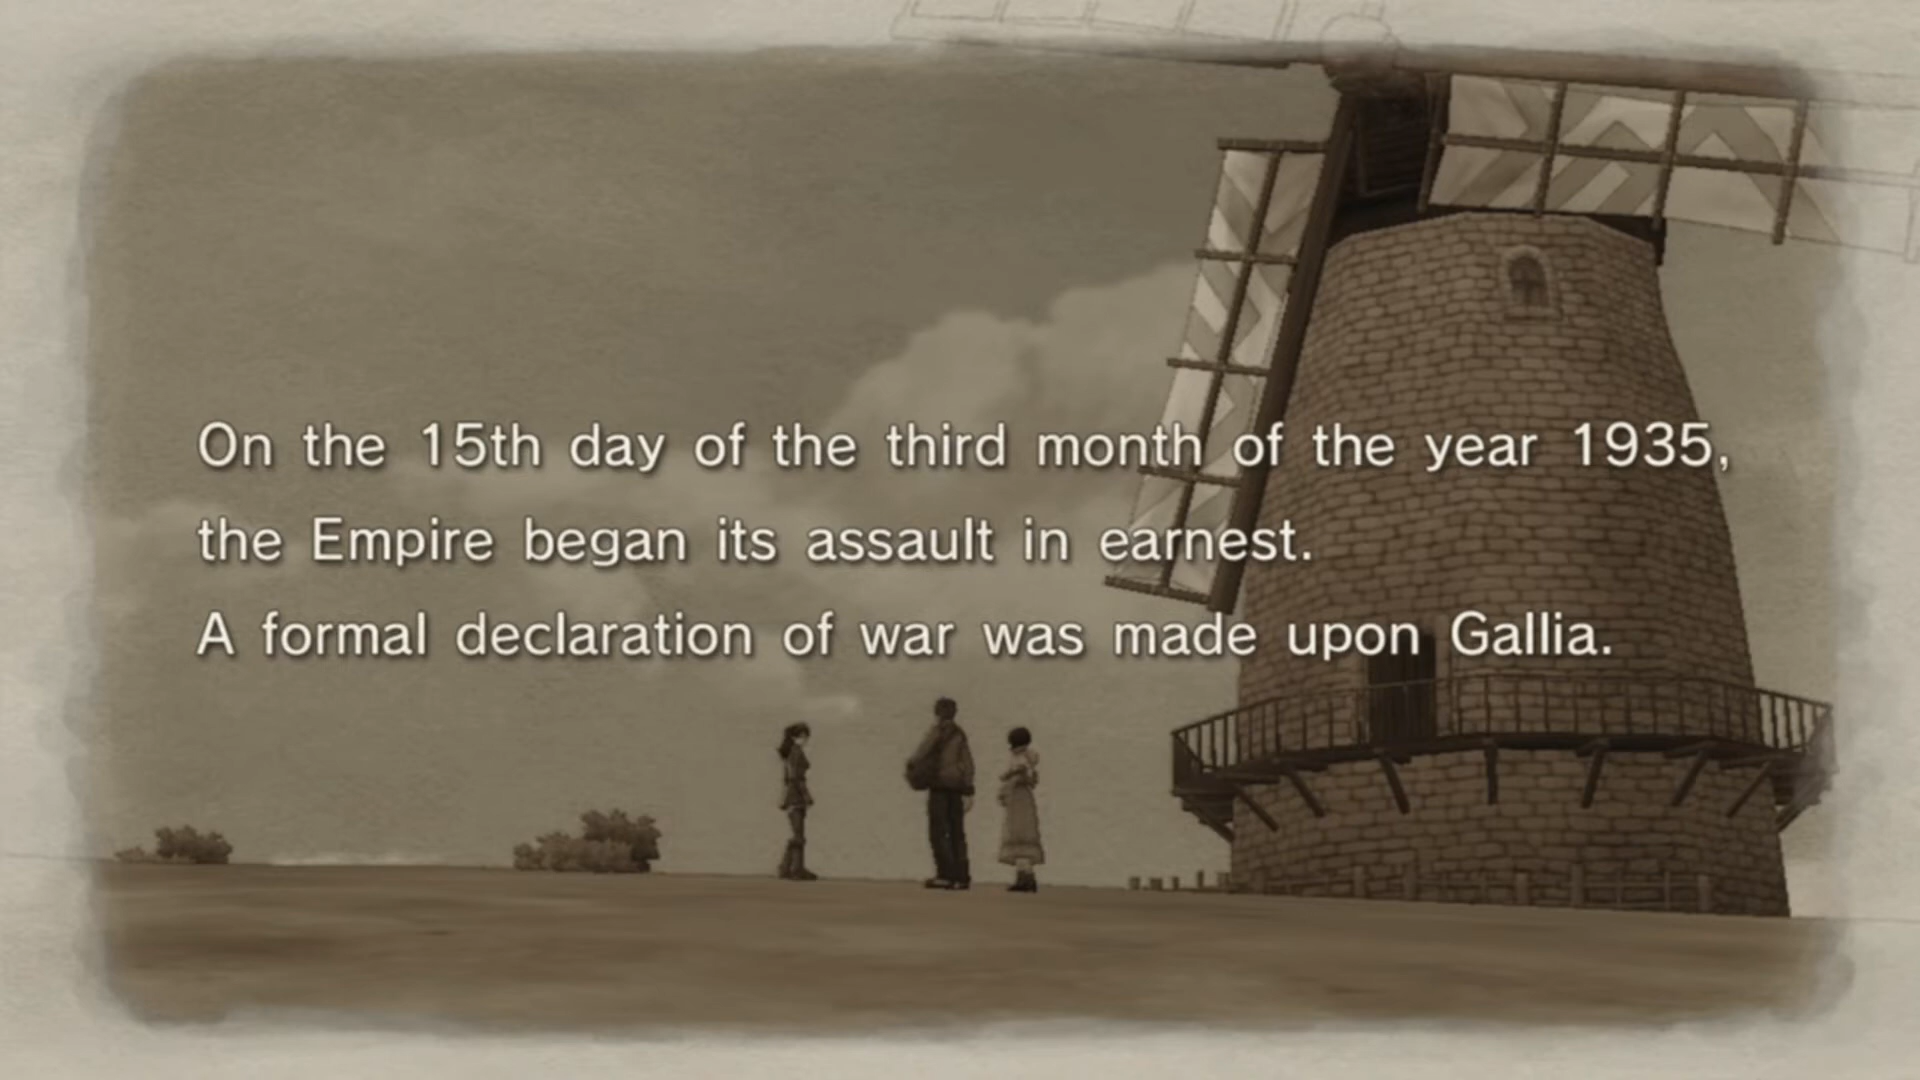 On the 15th day of the third month of the year 1935,
the Empire began its assault in earnest.
A formal declaration of war was made upon Gallia.